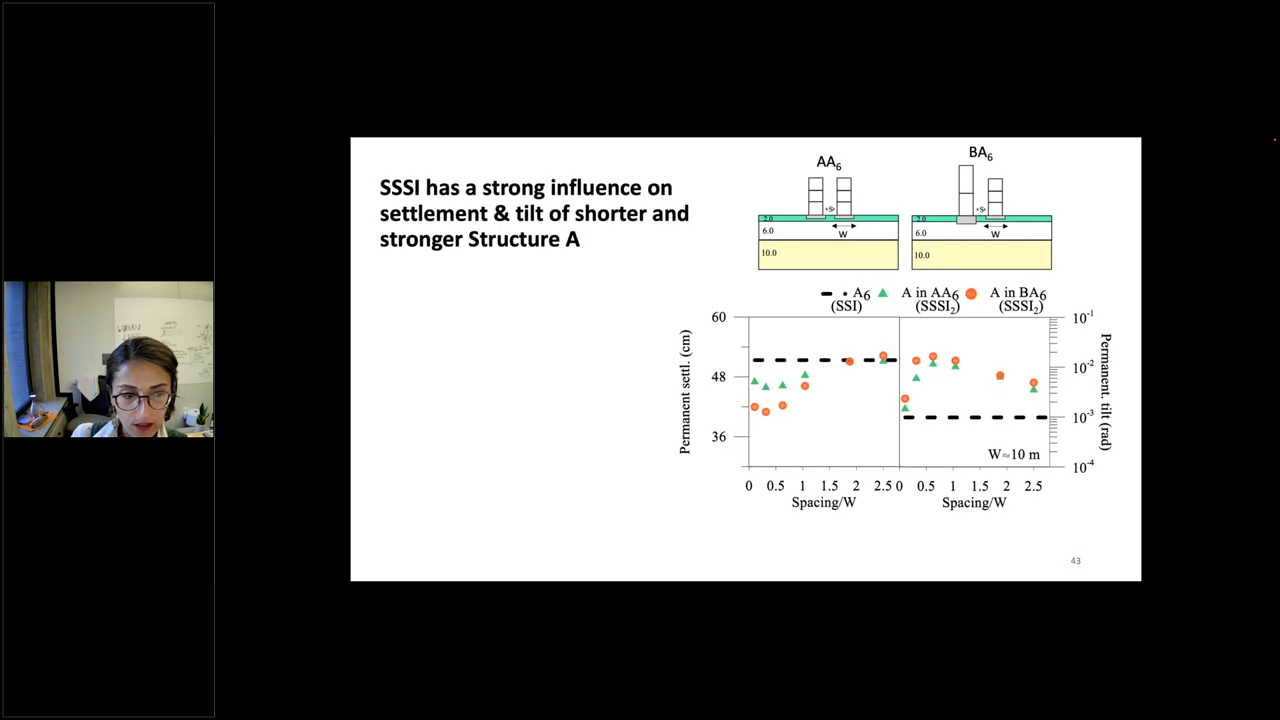 SSSI has a strong influence on
settlement & tilt of shorter and
stronger Structure A
AA6
BA6
S
S
2.0
6.0
W
10.0
2.0
6.0
W
10.0
A6
(SSI)
A in AA6
(SSSI2)
A in BA6
(SSSI2)
Permanent settl. (cm)
60
48
36
0 0.5 1 1.5 2 2.5
Spacing/W
10-1
10-2
10-3
10-4
Permanent. tilt (rad)
W≈10 m
0 0.5 1 1.5 2 2.5
Spacing/W
43